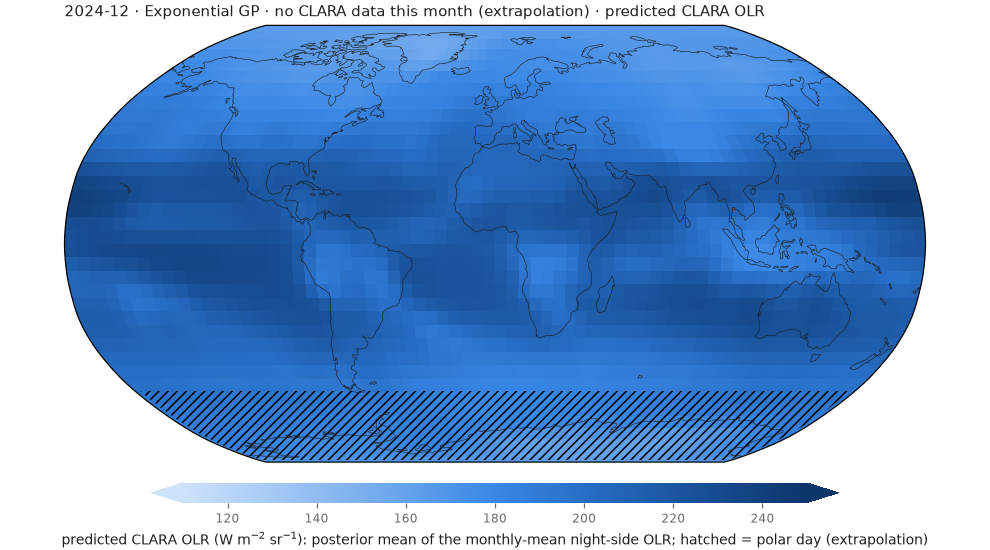 2024-12 · Exponential GP · no CLARA data this month (extrapolation) · predicted CLARA OLR
120 140 160 180 200 220 240
predicted CLARA OLR (W m⁻² sr⁻¹): posterior mean of the monthly-mean night-side OLR; hatched = polar day (extrapolation)